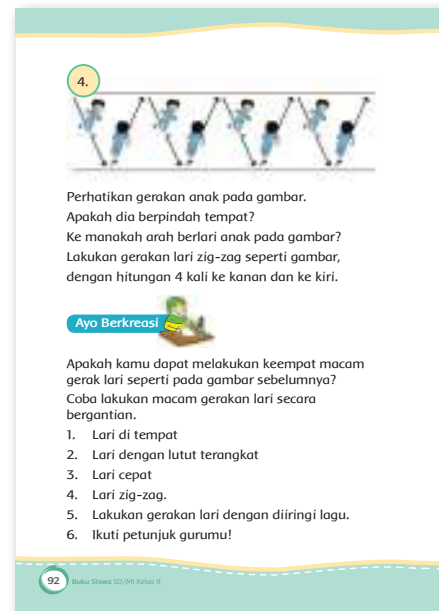 4.
Perhatikan gerakan anak pada gambar.
Apakah dia berpindah tempat?
Ke manakah arah berlari anak pada gambar?
Lakukan gerakan lari zig-zag seperti gambar,
dengan hitungan 4 kali ke kanan dan ke kiri.
Ayo Berkreasi
Apakah kamu dapat melakukan keempat macam
gerak lari seperti pada gambar sebelumnya?
Coba lakukan macam gerakan lari secara
bergantian.
1. Lari di tempat
2. Lari dengan lutut terangkat
3. Lari cepat
4. Lari zig-zag.
5. Lakukan gerakan lari dengan diiringi lagu.
6. Ikuti petunjuk gurumu!
92 Buku Siswa SD/MI Kelas II